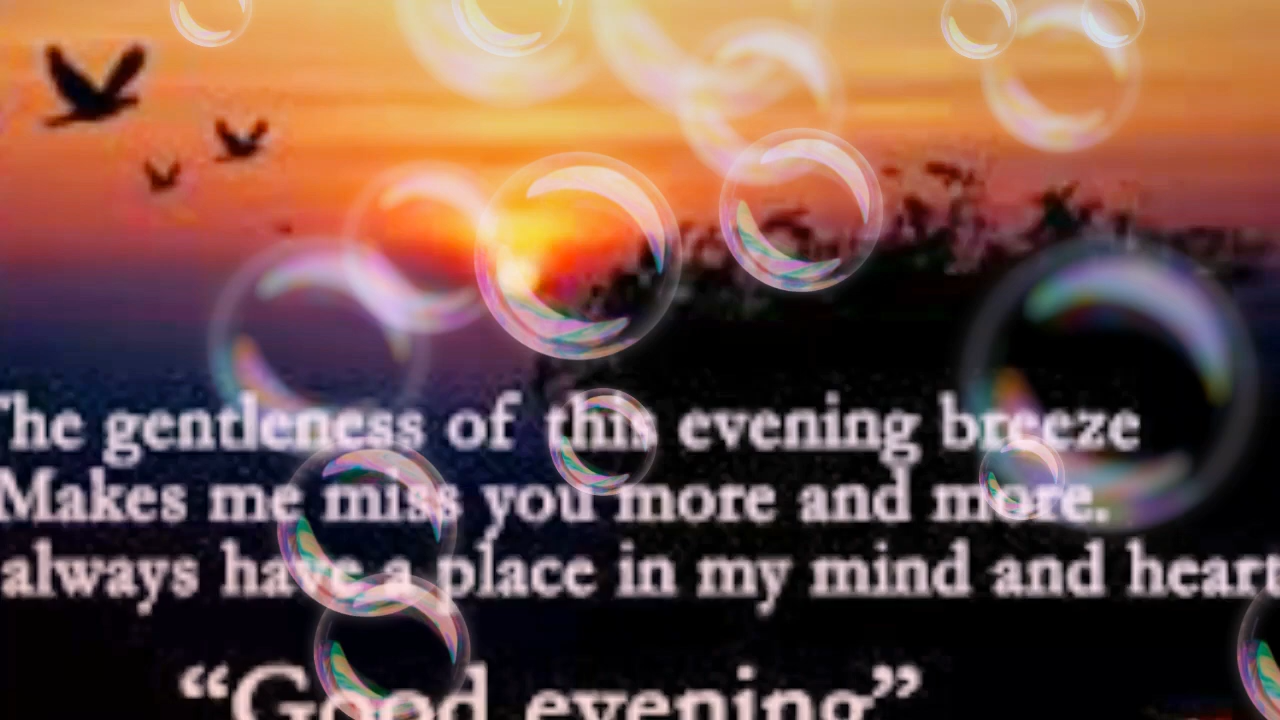 The gentleness of this evening breeze
Makes me miss you more and more.
always have a place in my mind and heart
“Good evening”